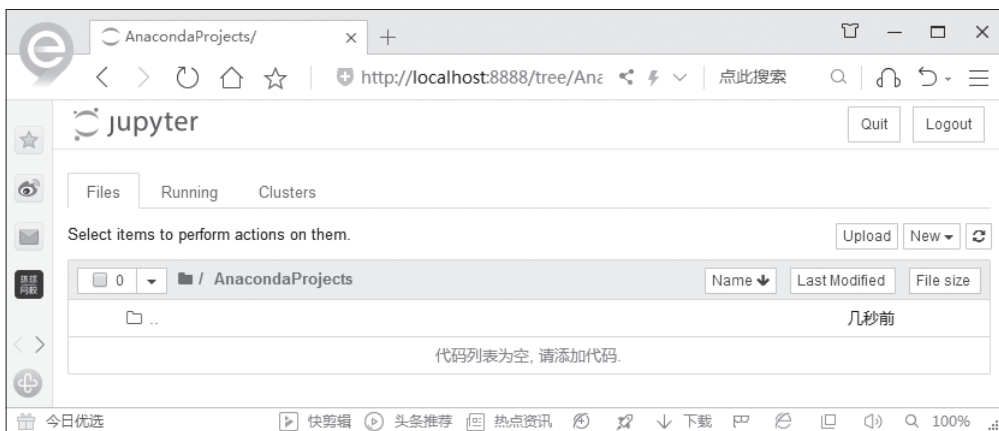 AnacondaProjects/
http://localhost:8888/tree/Ana
点此搜索
jupyter
Quit
Logout
Files
Running
Clusters
Select items to perform actions on them.
Upload
New
0
/ AnacondaProjects
Name
Last Modified
File size
..
几秒前
代码列表为空, 请添加代码.
环球
今日优选
快剪辑
头条推荐
热点资讯
下载
100%